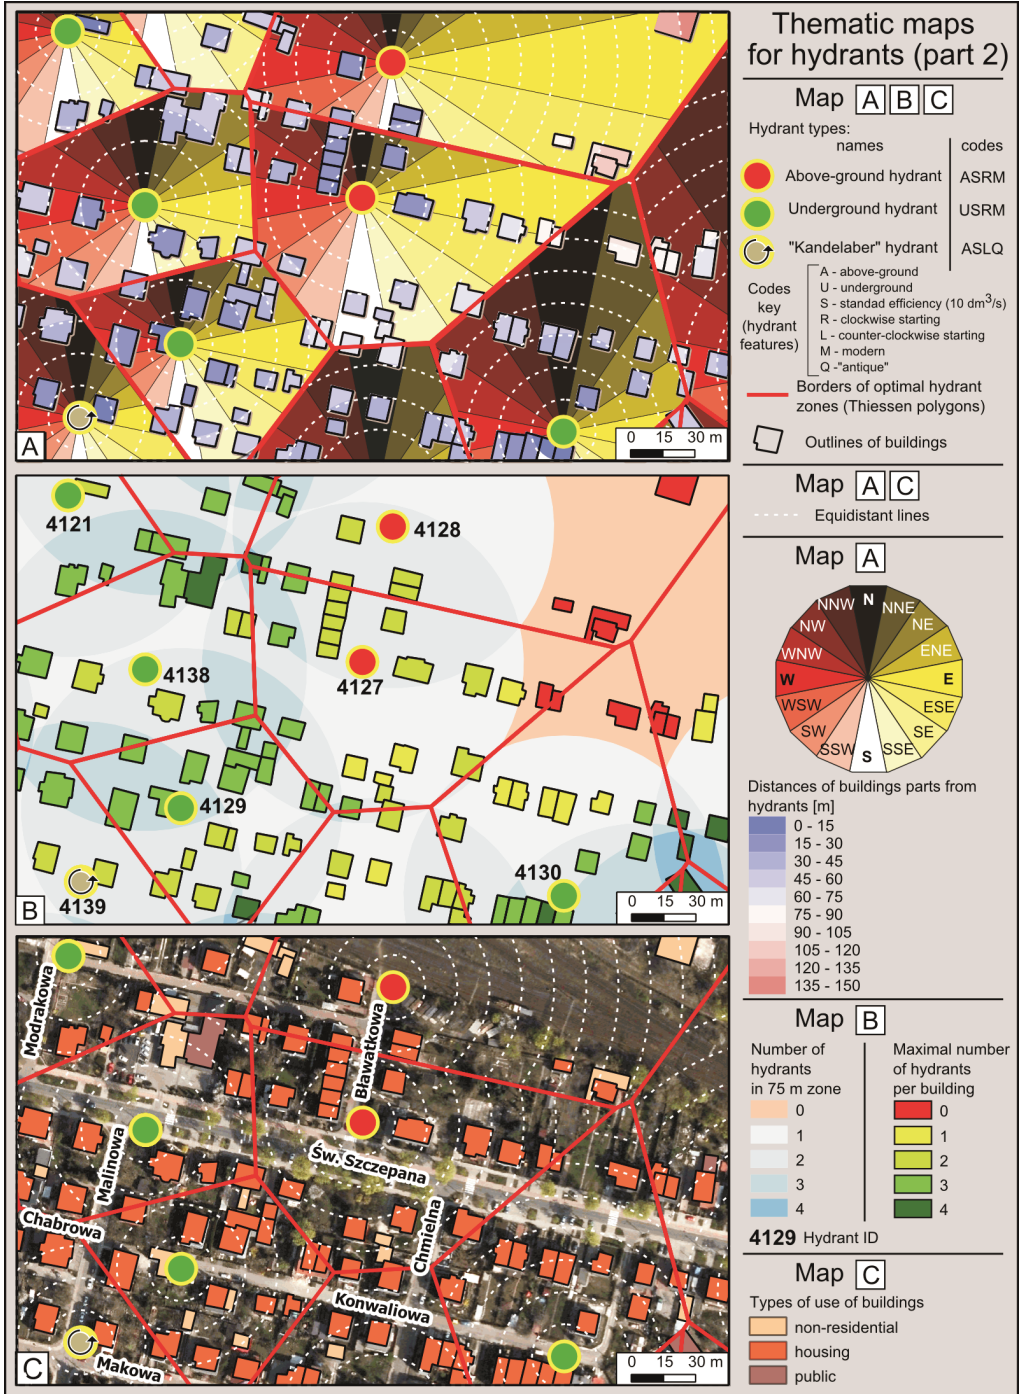 Thematic maps
for hydrants (part 2)
Map A B C
Hydrant types:
names codes
Above-ground hydrant ASRM
Underground hydrant USRM
"Kandelaber" hydrant ASLQ
Codes
key
(hydrant
features)
A - above-ground
U - underground
S - standad efficiency (10 dm³/s)
R - clockwise starting
L - counter-clockwise starting
M - modern
Q -"antique"
Borders of optimal hydrant
zones (Thiessen polygons)
Outlines of buildings
Map A C
Equidistant lines
Map A
N
NNE
NE
ENE
E
ESE
SE
SSE
S
SSW
SW
WSW
W
WNW
NW
NNW
Distances of buildings parts from
hydrants [m]
0 - 15
15 - 30
30 - 45
45 - 60
60 - 75
75 - 90
90 - 105
105 - 120
120 - 135
135 - 150
Map B
Number of
hydrants
in 75 m zone
0
1
2
3
4
Maximal number
of hydrants
per building
0
1
2
3
4
4129 Hydrant ID
Map C
Types of use of buildings
non-residential
housing
public
A
0 15 30 m
4121
4128
4138
4127
4129
4130
4139
B
0 15 30 m
Modrakowa
Bławatkowa
Malinowa
Św. Szczepana
Chabrowa
Chmielna
Konwaliowa
Makowa
C
0 15 30 m